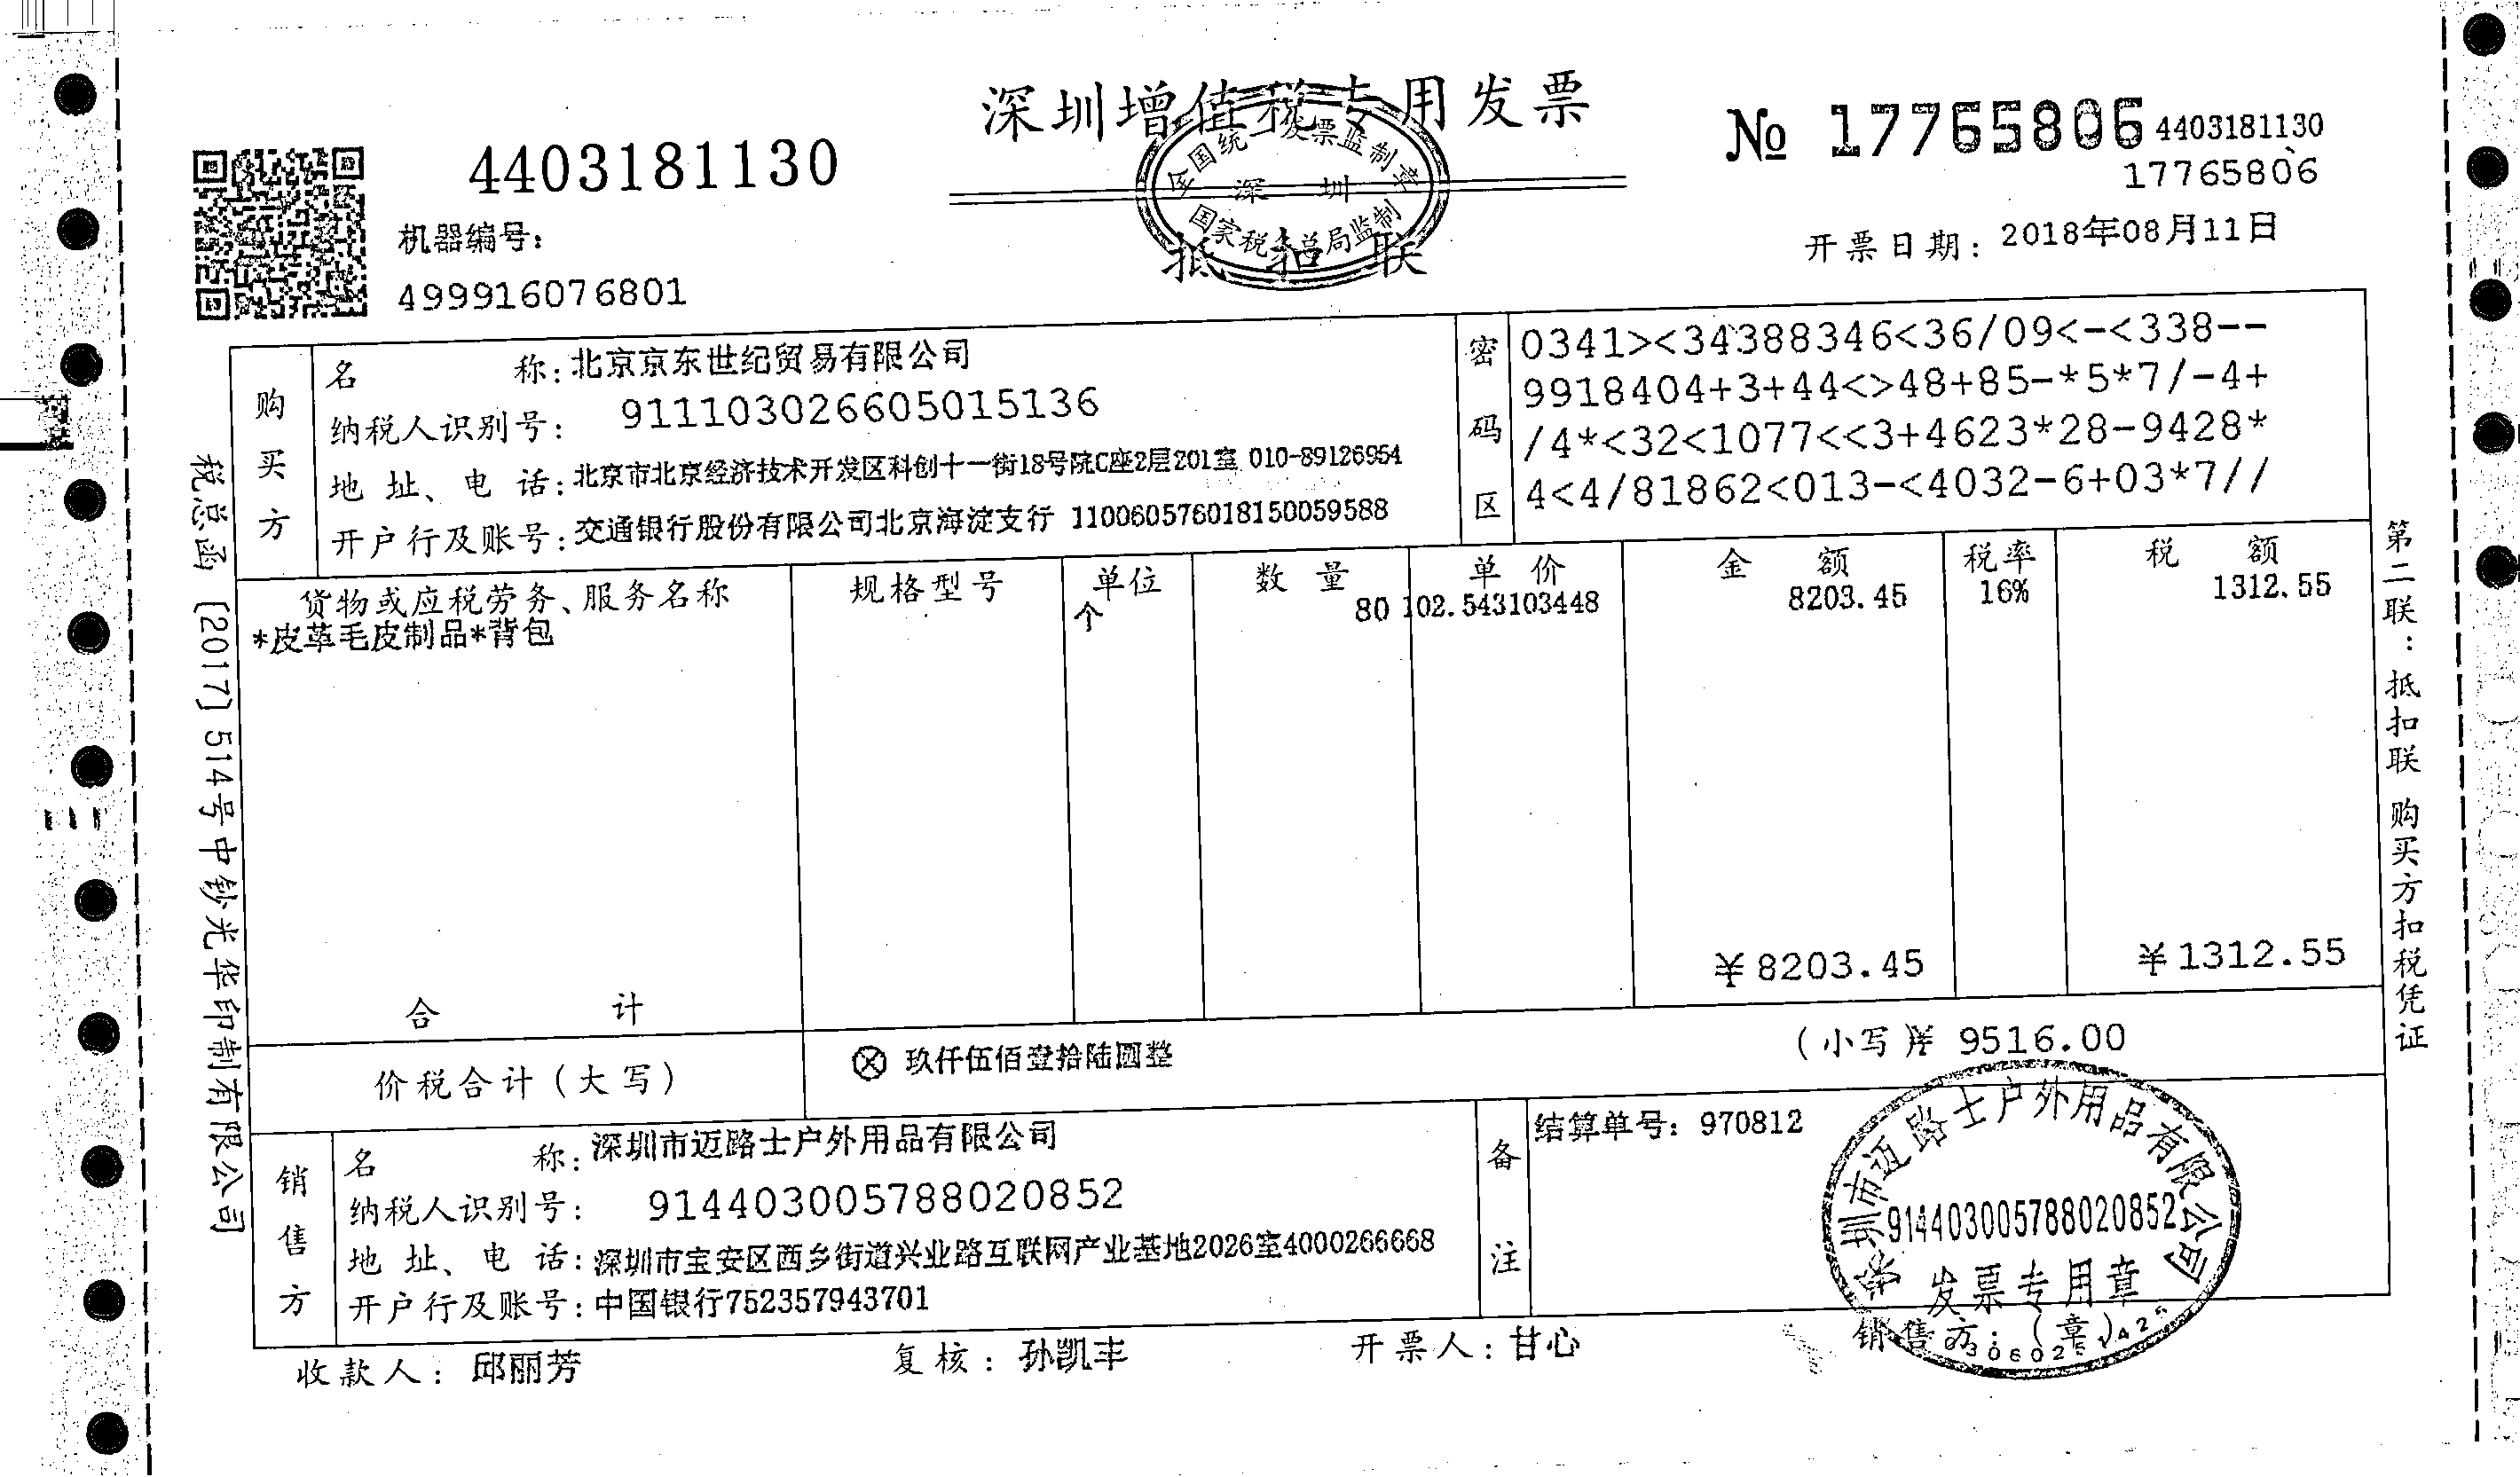 深圳增值税专用发票
4403181130
№ 17765806
4403181130
17765806
机器编号:
499916076801
全国统一发票监制章
深圳
国家税务总局监制
抵扣联
开票日期: 2018年08月11日
购买方
名称: 北京京东世纪贸易有限公司
纳税人识别号: 911103026605015136
地址、电话: 北京市北京经济技术开发区科创十一街18号院C座2层201室 010-89126954
开户行及账号: 交通银行股份有限公司北京海淀支行 110060576018150059588
密码区
0341><34388346<36/09<-<338--
9918404+3+44<>48+85-*5*7/-4+
/4*<32<1077<<3+4623*28-9428*
4<4/81862<013-<4032-6+03*7//
货物或应税劳务、服务名称 规格型号 单位 数量 单价 金额 税率 税额
*皮革毛皮制品*背包 个 80 102.543103448 8203.45 16% 1312.55
合计 ¥8203.45 ¥1312.55
价税合计(大写) ⊗ 玖仟伍佰壹拾陆圆整 (小写)¥ 9516.00
销售方
名称: 深圳市迈路士户外用品有限公司
纳税人识别号: 914403005788020852
地址、电话: 深圳市宝安区西乡街道兴业路互联网产业基地2026室4000266668
开户行及账号: 中国银行752357943701
备注
结算单号: 970812
深圳市迈路士户外用品有限公司
914403005788020852
发票专用章
收款人: 邱丽芳 复核: 孙凯丰 开票人: 甘心 销售方:(章)
税总函〔2017〕514号中钞光华印制有限公司
第二联:抵扣联 购买方扣税凭证